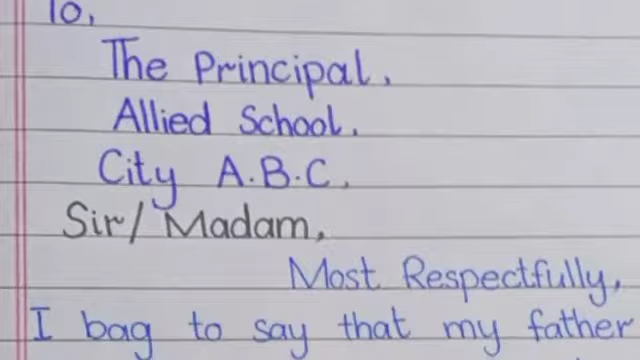 To,
The Principal,
Allied School.
City A.B.C.
Sir/Madam,
Most Respectfully,
I bag to say that my father